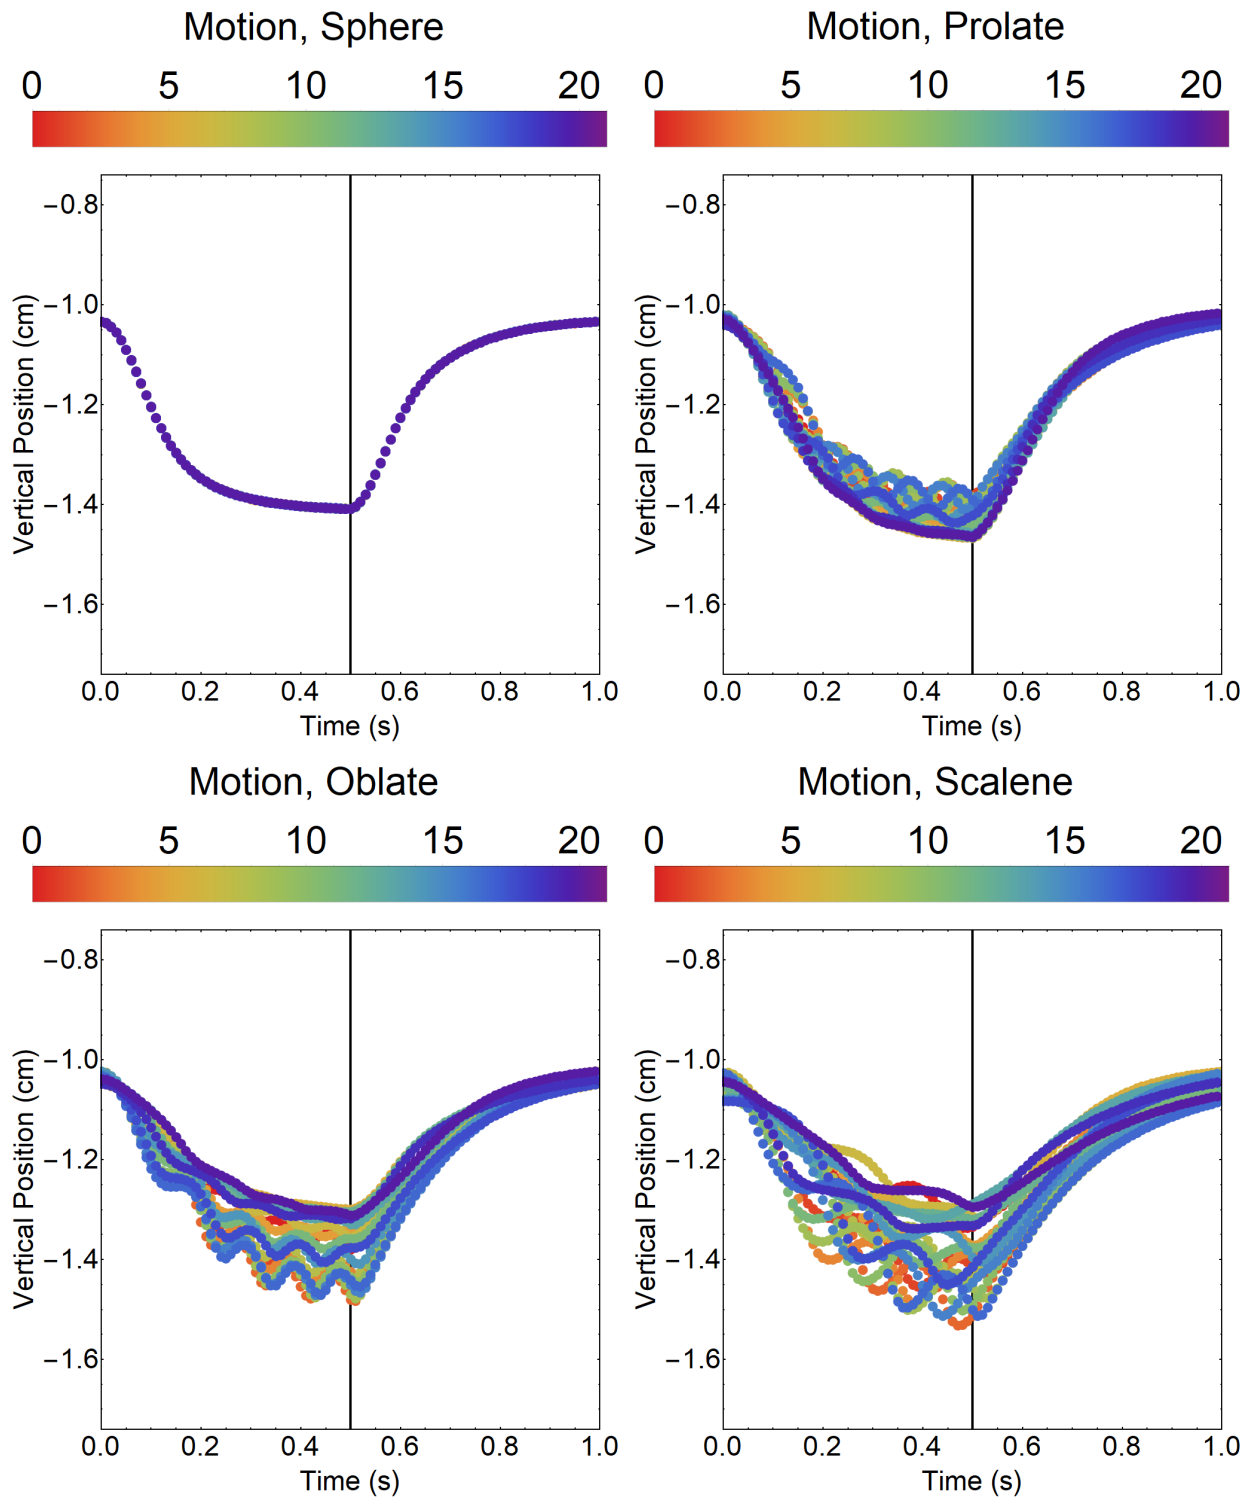 Motion, Sphere
0 5 10 15 20
Vertical Position (cm)
−0.8
−1.0
−1.2
−1.4
−1.6
0.0 0.2 0.4 0.6 0.8 1.0
Time (s)
Motion, Prolate
0 5 10 15 20
Vertical Position (cm)
−0.8
−1.0
−1.2
−1.4
−1.6
0.0 0.2 0.4 0.6 0.8 1.0
Time (s)
Motion, Oblate
0 5 10 15 20
Vertical Position (cm)
−0.8
−1.0
−1.2
−1.4
−1.6
0.0 0.2 0.4 0.6 0.8 1.0
Time (s)
Motion, Scalene
0 5 10 15 20
Vertical Position (cm)
−0.8
−1.0
−1.2
−1.4
−1.6
0.0 0.2 0.4 0.6 0.8 1.0
Time (s)